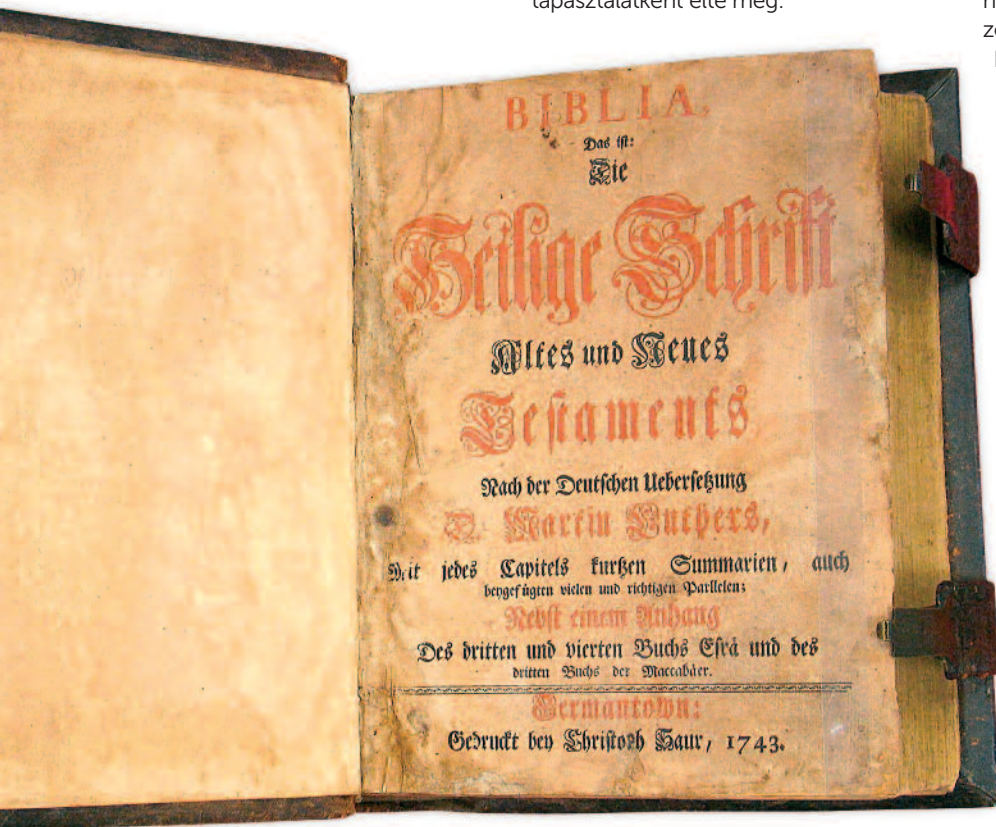 tapasztalatként élte meg.
BIBLIA,
Das ist:
Die
Heilige Schrift
Altes und Neues
Testaments
Nach der Deutschen Uebersetzung
D. Martin Luthers,
Mit jedes Capitels kurtzen Summarien, auch
beygefügten vielen und richtigen Parllelen;
Nebst einem Anhang
Des dritten und vierten Buchs Esrä und des
dritten Buchs der Maccabäer.
Germantown:
Gedruckt bey Christoph Saur, 1743.